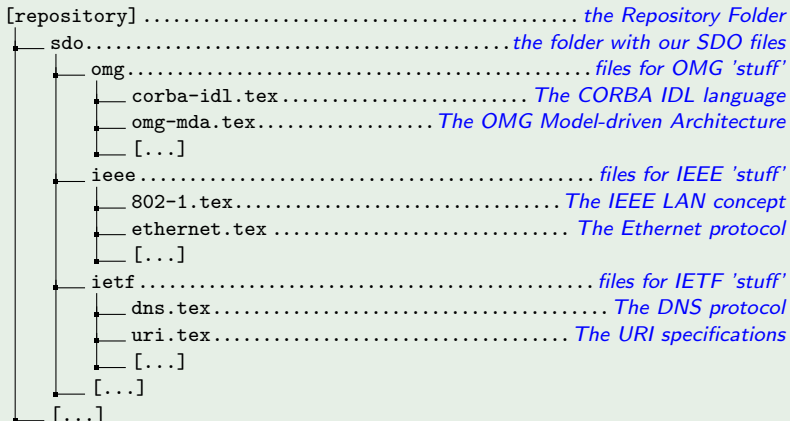 [repository] ........ the Repository Folder
sdo........ the folder with our SDO files
omg........ files for OMG 'stuff'
corba-idl.tex........ The CORBA IDL language
omg-mda.tex........ The OMG Model-driven Architecture
[...]
ieee........ files for IEEE 'stuff'
802-1.tex........ The IEEE LAN concept
ethernet.tex ........ The Ethernet protocol
[...]
ietf........ files for IETF 'stuff'
dns.tex........ The DNS protocol
uri.tex........ The URI specifications
[...]
[...]
[...]